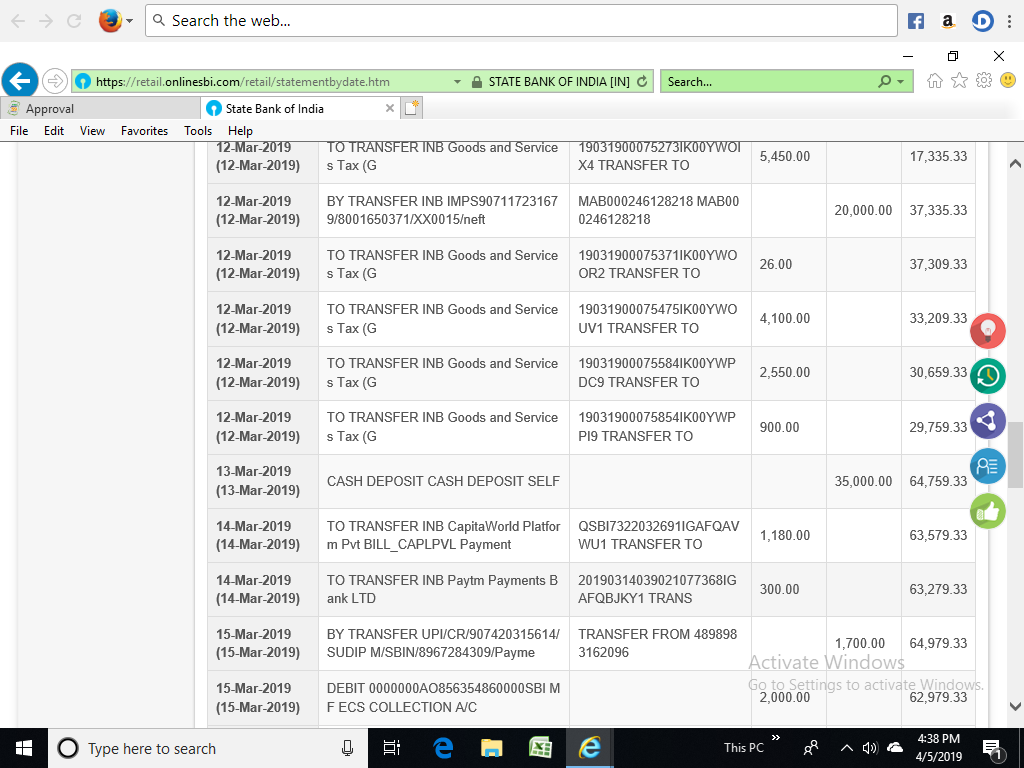 Search the web...
https://retail.onlinesbi.com/retail/statementbydate.htm
STATE BANK OF INDIA [IN]
Search...
Approval
State Bank of India
File Edit View Favorites Tools Help
12-Mar-2019
(12-Mar-2019)
TO TRANSFER INB Goods and Service
s Tax (G
19031900075273IK00YWOI
X4 TRANSFER TO
5,450.00
17,335.33
12-Mar-2019
(12-Mar-2019)
BY TRANSFER INB IMPS90711723167
9/8001650371/XX0015/neft
MAB000246128218 MAB00
0246128218
20,000.00
37,335.33
12-Mar-2019
(12-Mar-2019)
TO TRANSFER INB Goods and Service
s Tax (G
19031900075371IK00YWO
OR2 TRANSFER TO
26.00
37,309.33
12-Mar-2019
(12-Mar-2019)
TO TRANSFER INB Goods and Service
s Tax (G
19031900075475IK00YWO
UV1 TRANSFER TO
4,100.00
33,209.33
12-Mar-2019
(12-Mar-2019)
TO TRANSFER INB Goods and Service
s Tax (G
19031900075584IK00YWP
DC9 TRANSFER TO
2,550.00
30,659.33
12-Mar-2019
(12-Mar-2019)
TO TRANSFER INB Goods and Service
s Tax (G
19031900075854IK00YWP
PI9 TRANSFER TO
900.00
29,759.33
13-Mar-2019
(13-Mar-2019)
CASH DEPOSIT CASH DEPOSIT SELF
35,000.00
64,759.33
14-Mar-2019
(14-Mar-2019)
TO TRANSFER INB CapitaWorld Platfor
m Pvt BILL_CAPLPVL Payment
QSBI7322032691IGAFQAV
WU1 TRANSFER TO
1,180.00
63,579.33
14-Mar-2019
(14-Mar-2019)
TO TRANSFER INB Paytm Payments B
ank LTD
20190314039021077368IG
AFQBJKY1 TRANS
300.00
63,279.33
15-Mar-2019
(15-Mar-2019)
BY TRANSFER UPI/CR/907420315614/
SUDIP M/SBIN/8967284309/Payme
TRANSFER FROM 489898
3162096
1,700.00
64,979.33
15-Mar-2019
(15-Mar-2019)
DEBIT 0000000AO856354860000SBI M
F ECS COLLECTION A/C
2,000.00
62,979.33
Activate Windows
Go to Settings to activate Windows.
Type here to search
This PC
4:38 PM
4/5/2019
1